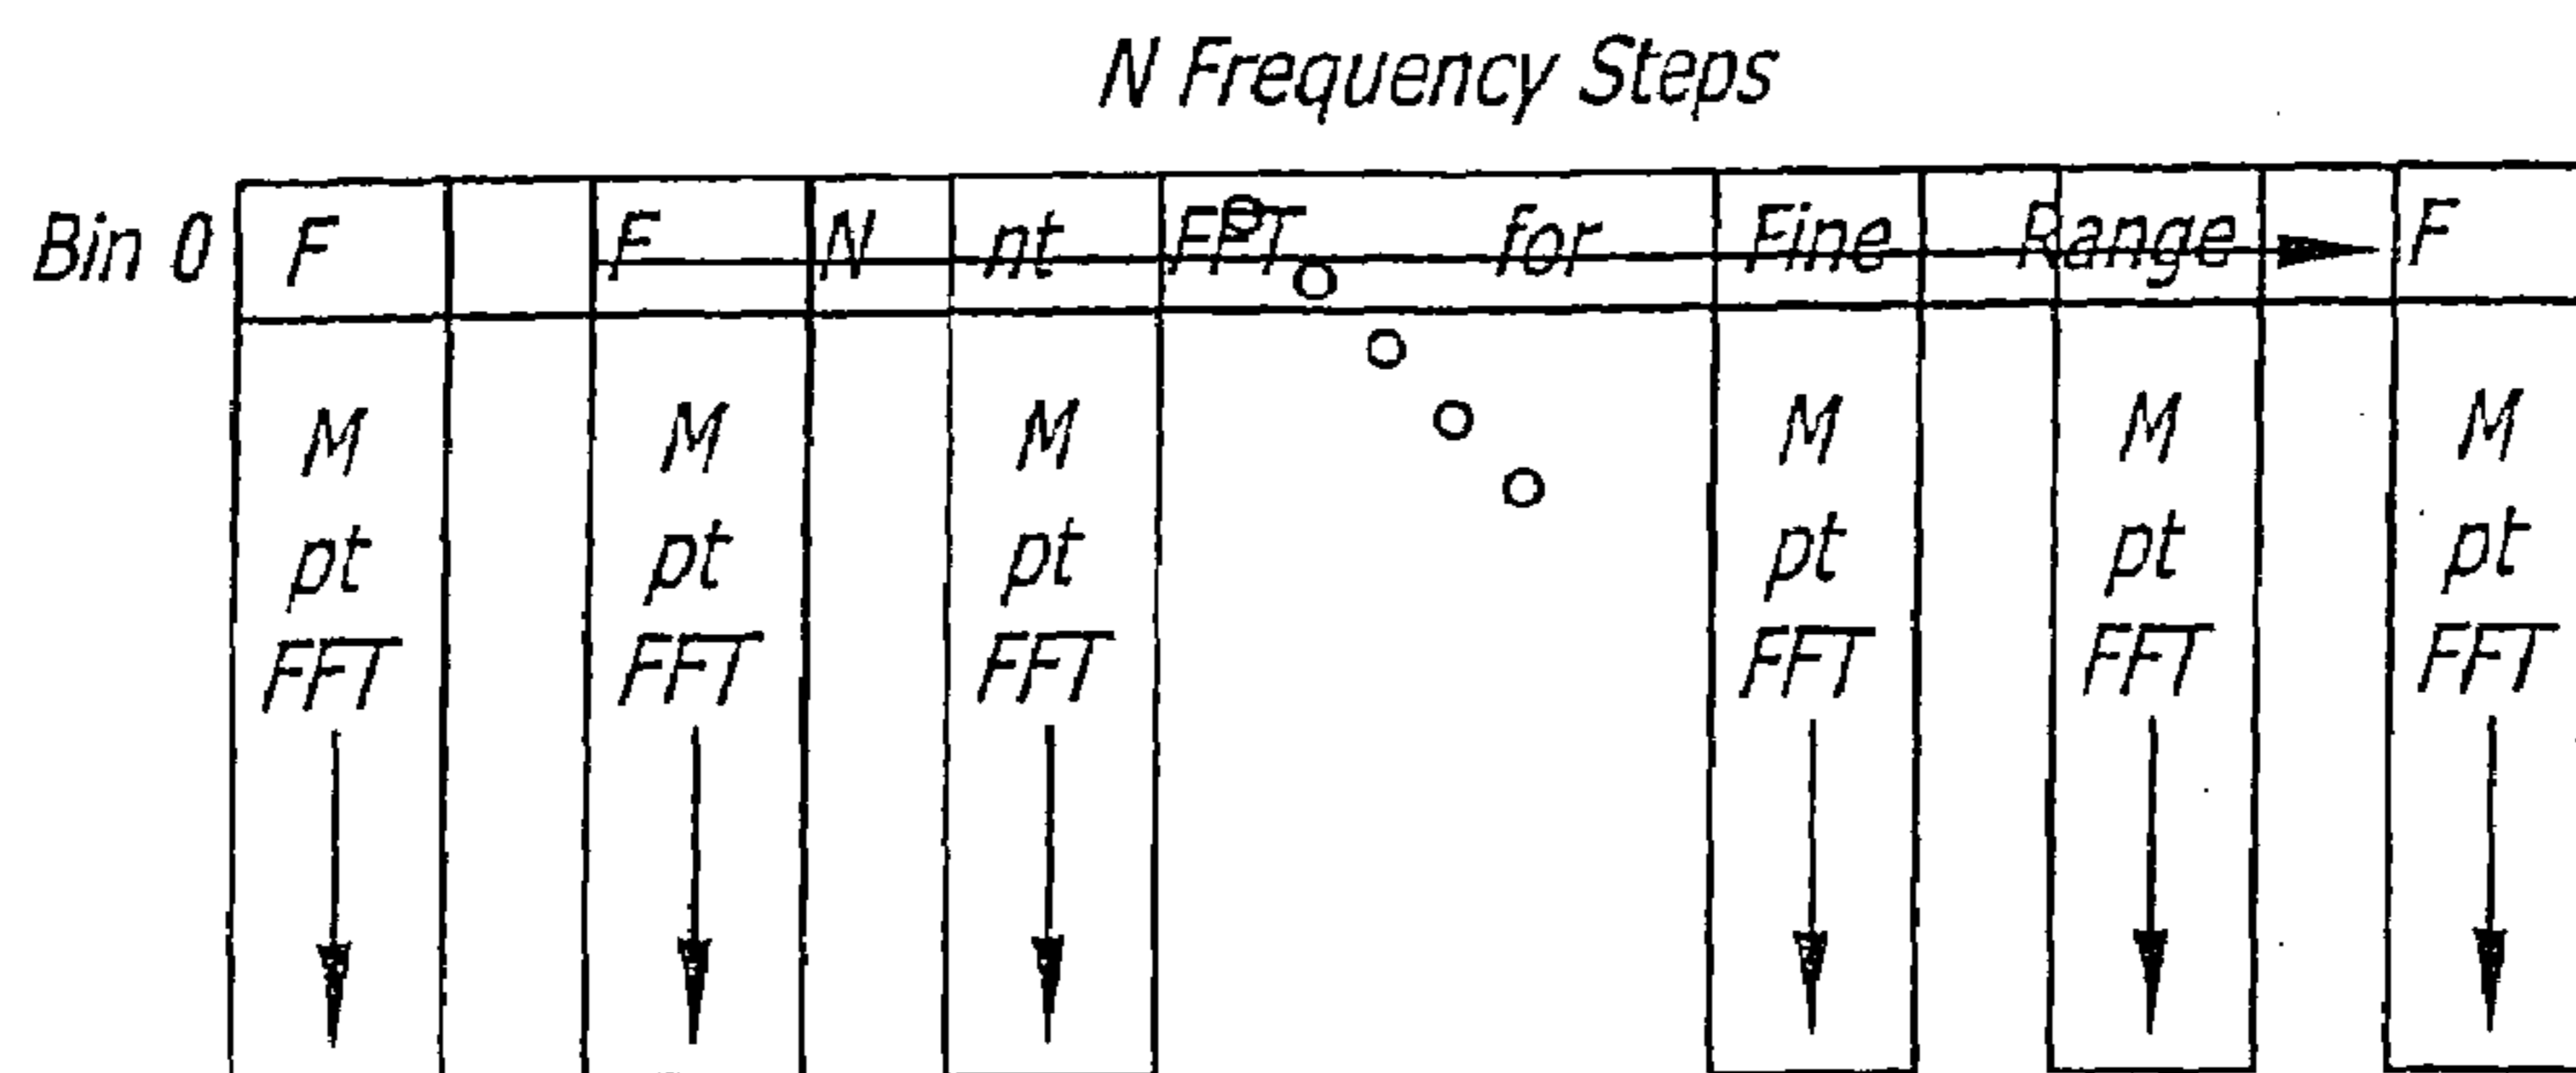 N Frequency Steps
Bin 0 F F N nt FFT for Fine Range F
M M M M M M
pt pt pt pt pt pt
FFT FFT FFT FFT FFT FFT